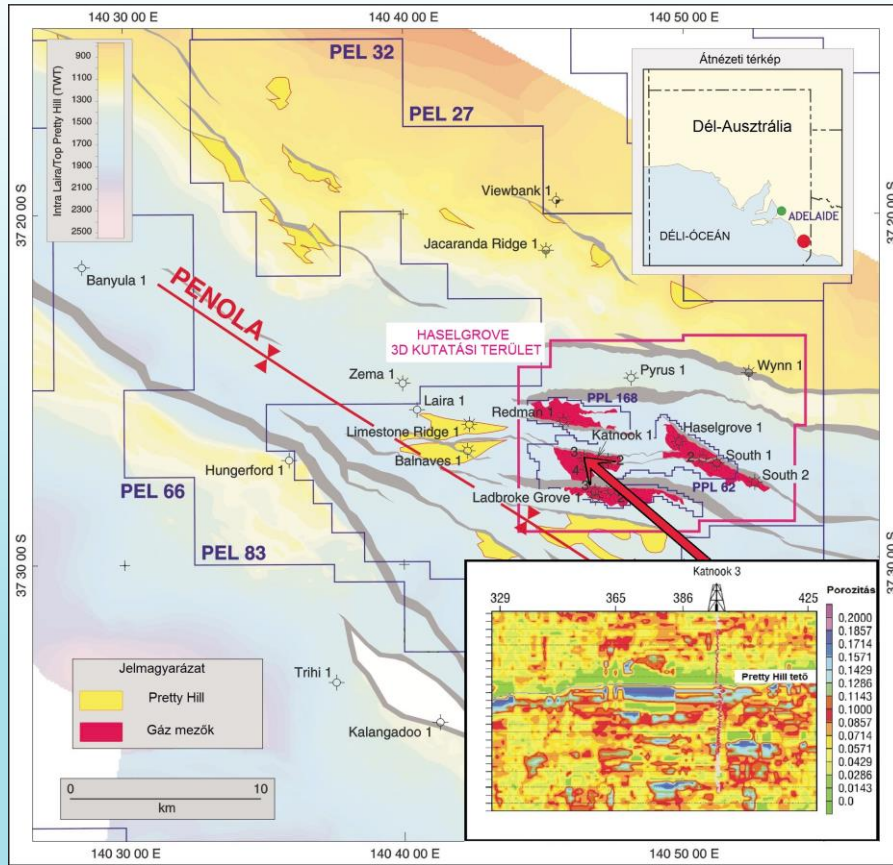 140 30 00 E
140 40 00 E
140 50 00 E
Intra Laira/Top Pretty Hill (TWT)
900
1100
1300
1500
1700
1900
2100
2300
2500
PEL 32
PEL 27
Átnézeti térkép
Dél-Ausztrália
ADELAIDE
DÉLI-ÓCEÁN
37 20 00 S
37 20 00 S
Viewbank 1
Jacaranda Ridge 1
Banyula 1
PENOLA
HASELGROVE
3D KUTATÁSI TERÜLET
Zema 1
Pyrus 1
Wynn 1
Laira 1
PPL 168
Redman 1
Limestone Ridge 1
Katnook 1
Haselgrove 1
Balnaves 1
3
2
2
South 1
Hungerford 1
4
South 2
PEL 66
Ladbroke Grove 1
3
2
PPL 62
PEL 83
37 30 00 S
37 30 00 S
Katnook 3
329
365
386
425
Porozitás
0.2000
0.1857
0.1714
0.1571
0.1429
0.1286
0.1143
0.1000
0.0857
0.0714
0.0571
0.0429
0.0286
0.0143
0.0
Pretty Hill tető
Jelmagyarázat
Pretty Hill
Gáz mezők
Trihi 1
Kalangadoo 1
0
10
km
140 30 00 E
140 40 00 E
140 50 00 E